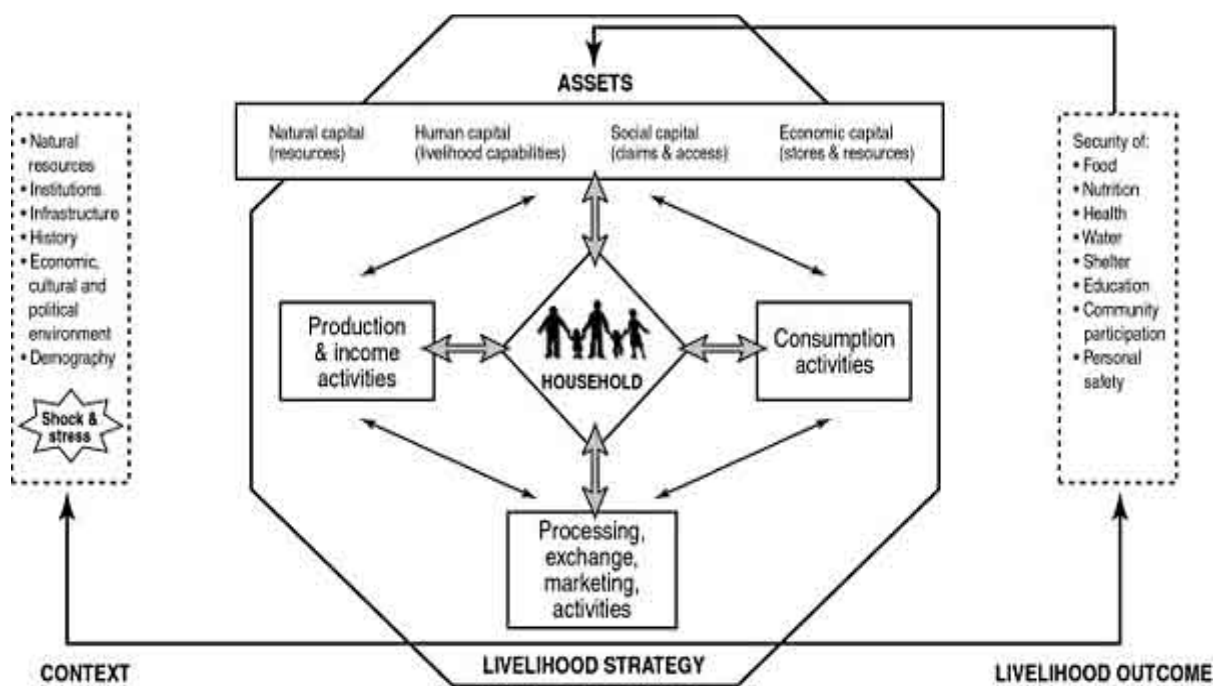 ASSETS
Natural capital
(resources)
Human capital
(livelihood capabilities)
Social capital
(claims & access)
Economic capital
(stores & resources)
• Natural
resources
• Institutions
• Infrastructure
• History
• Economic,
cultural and
political
environment
• Demography
Shock &
stress
CONTEXT
Production
& income
activities
HOUSEHOLD
Consumption
activities
Processing,
exchange,
marketing,
activities
LIVELIHOOD STRATEGY
Security of:
• Food
• Nutrition
• Health
• Water
• Shelter
• Education
• Community
participation
• Personal
safety
LIVELIHOOD OUTCOME